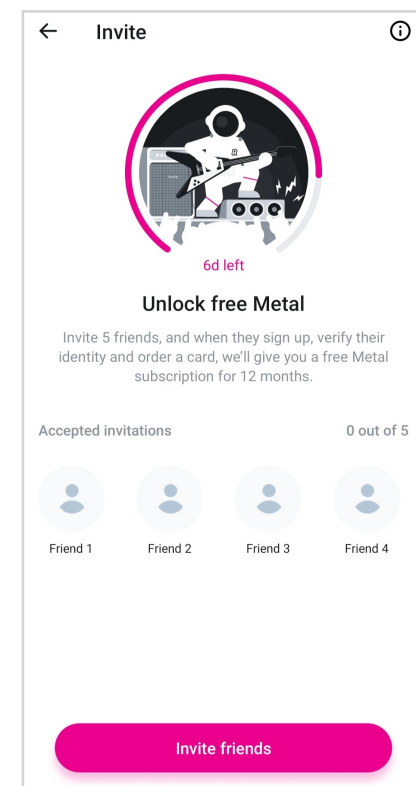 Invite
6d left
Unlock free Metal
Invite 5 friends, and when they sign up, verify their
identity and order a card, we'll give you a free Metal
subscription for 12 months.
Accepted invitations 0 out of 5
Friend 1 Friend 2 Friend 3 Friend 4
Invite friends